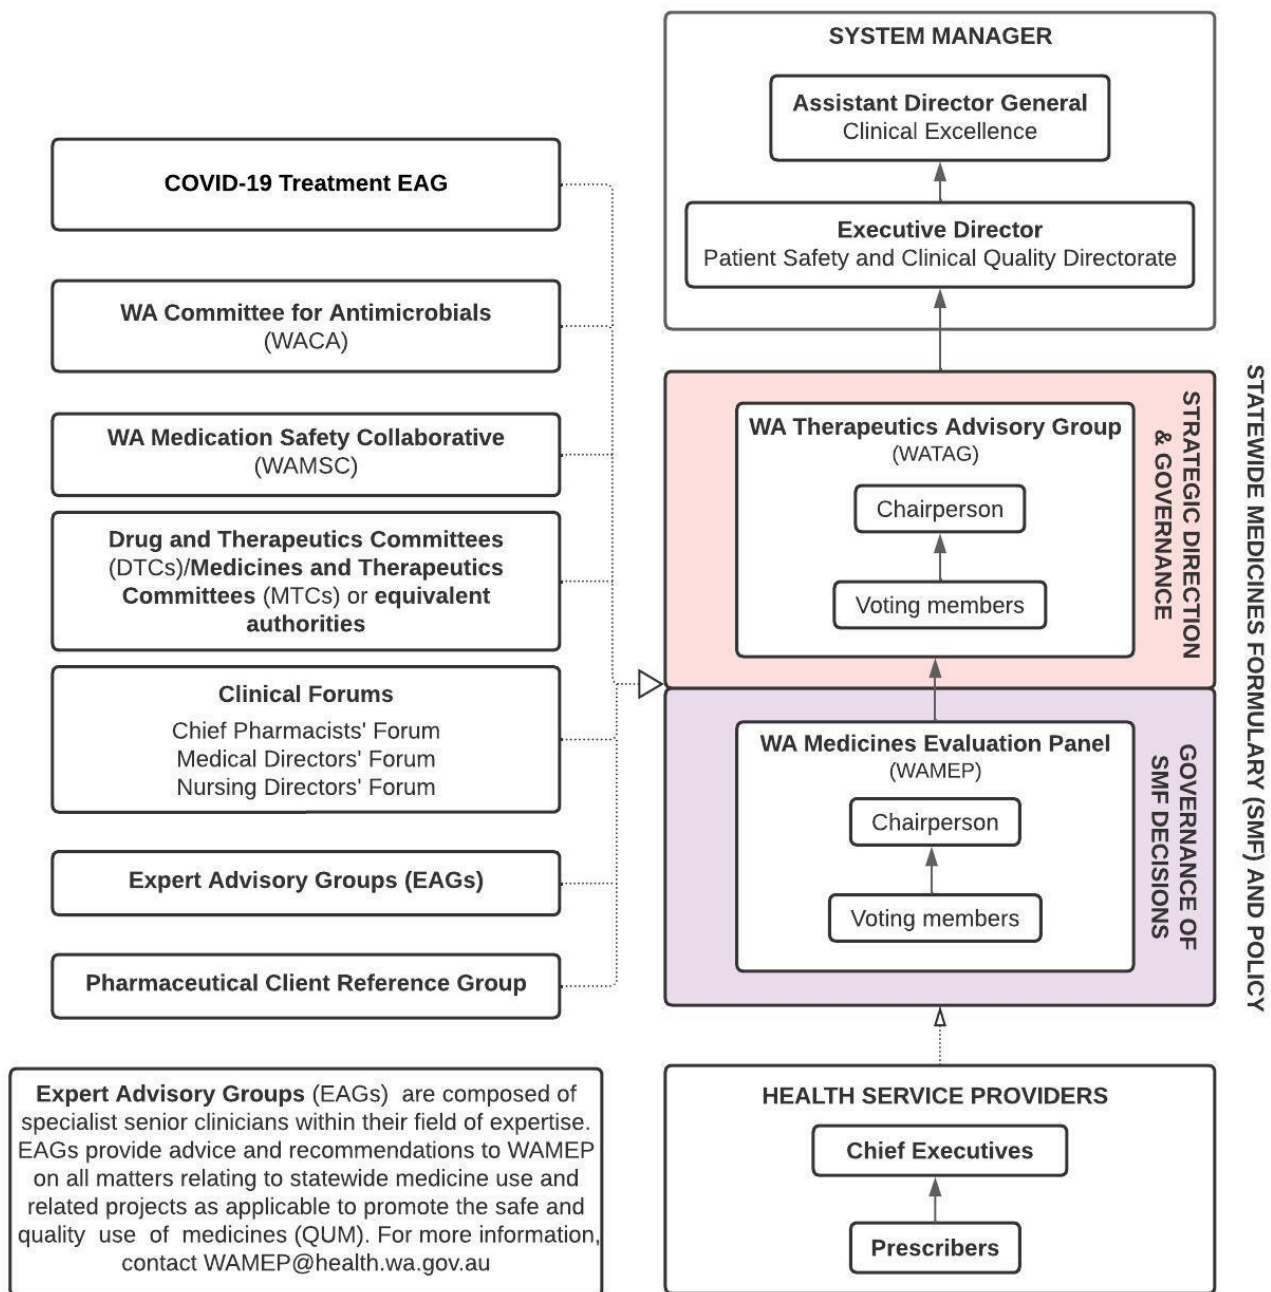 SYSTEM MANAGER
Assistant Director General
Clinical Excellence
Executive Director
Patient Safety and Clinical Quality Directorate
COVID-19 Treatment EAG
WA Committee for Antimicrobials
(WACA)
WA Medication Safety Collaborative
(WAMSC)
Drug and Therapeutics Committees
(DTCs)/Medicines and Therapeutics
Committees (MTCs) or equivalent
authorities
Clinical Forums
Chief Pharmacists' Forum
Medical Directors' Forum
Nursing Directors' Forum
Expert Advisory Groups (EAGs)
Pharmaceutical Client Reference Group
WA Therapeutics Advisory Group
(WATAG)
Chairperson
Voting members
STRATEGIC DIRECTION
& GOVERNANCE
WA Medicines Evaluation Panel
(WAMEP)
Chairperson
Voting members
GOVERNANCE OF
SMF DECISIONS
STATEWIDE MEDICINES FORMULARY (SMF) AND POLICY
Expert Advisory Groups (EAGs) are composed of
specialist senior clinicians within their field of expertise.
EAGs provide advice and recommendations to WAMEP
on all matters relating to statewide medicine use and
related projects as applicable to promote the safe and
quality use of medicines (QUM). For more information,
contact WAMEP@health.wa.gov.au
HEALTH SERVICE PROVIDERS
Chief Executives
Prescribers